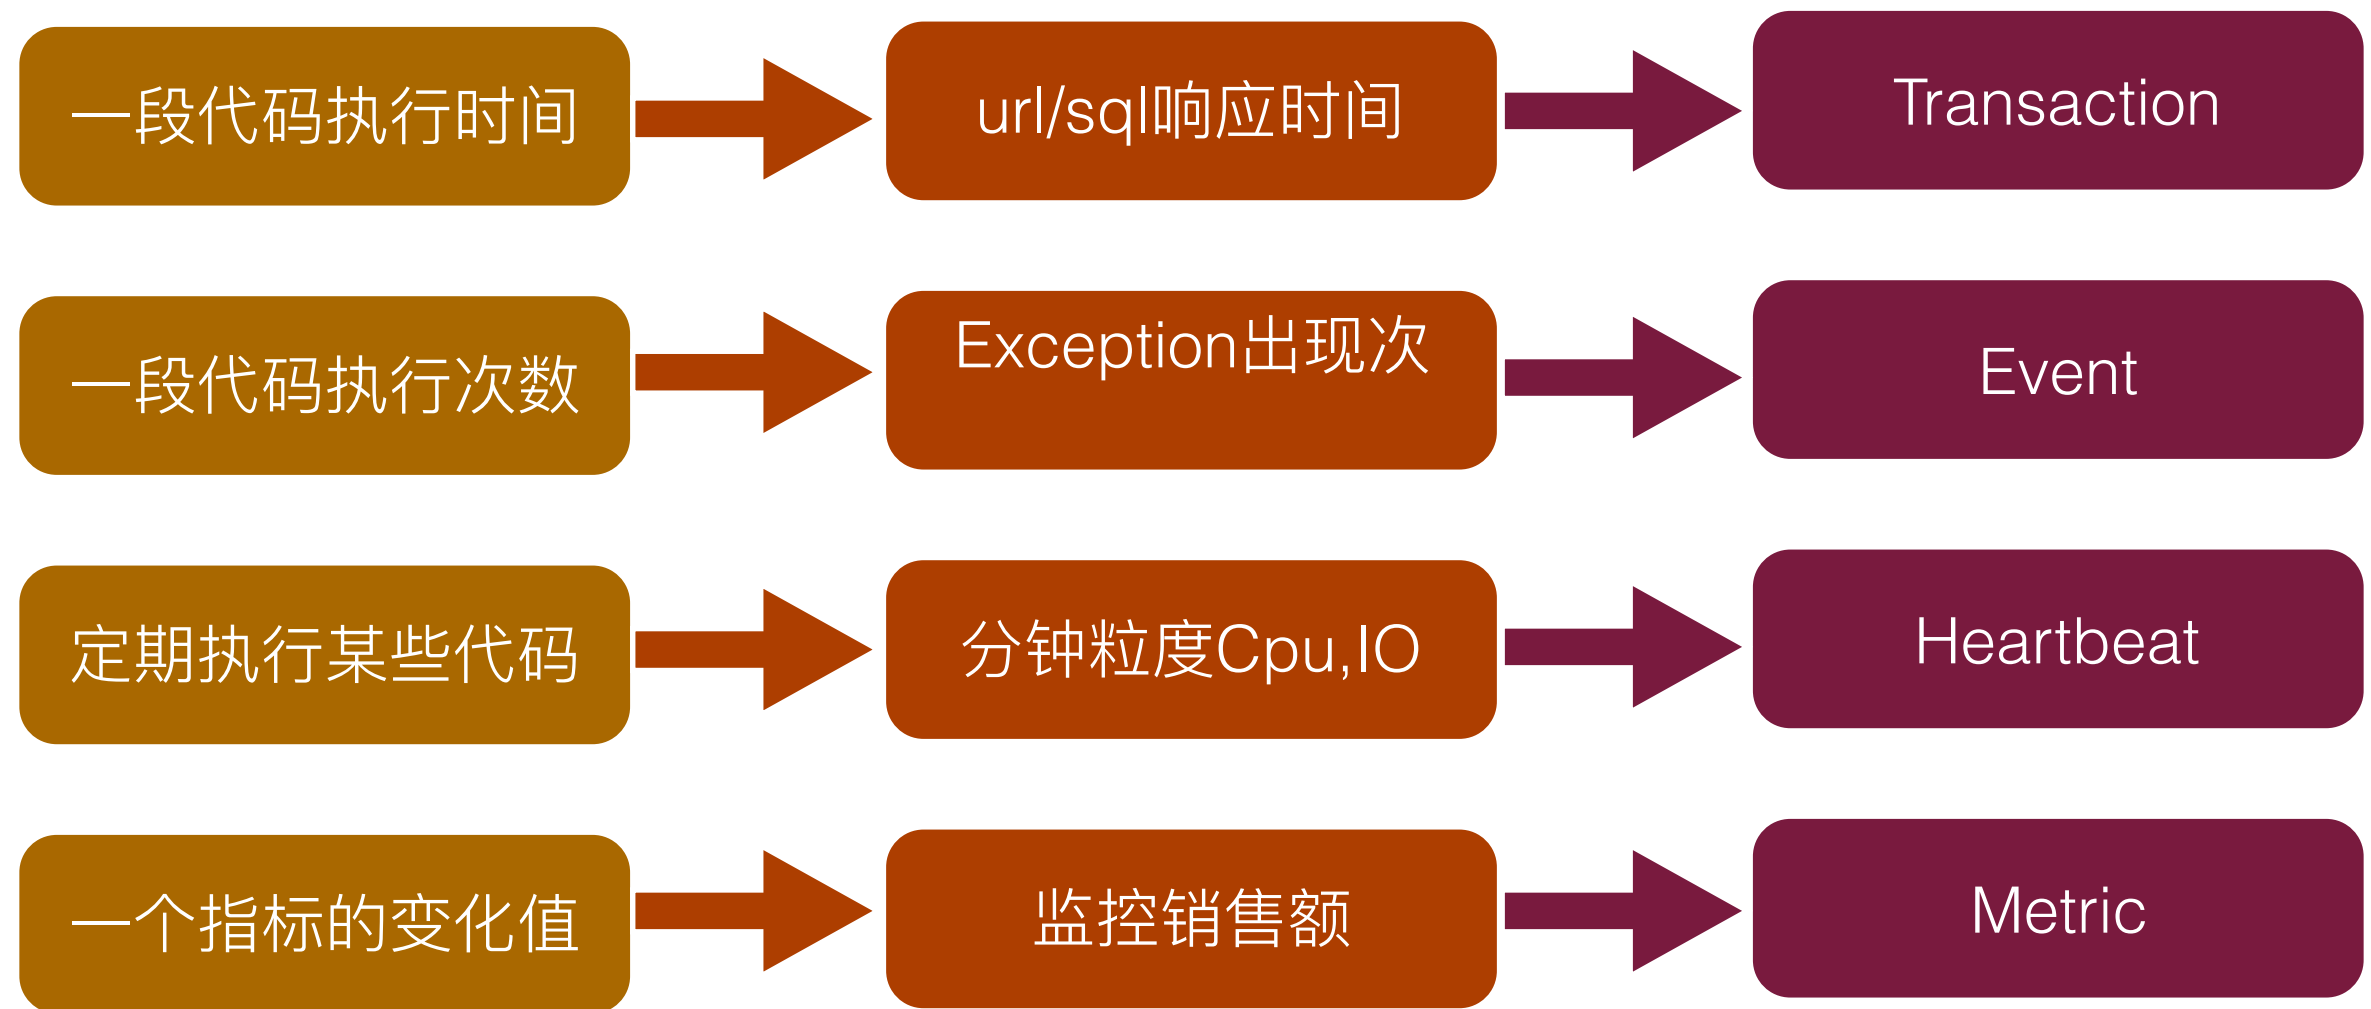 一段代码执行时间
url/sql响应时间
Transaction
一段代码执行次数
Exception出现次
Event
定期执行某些代码
分钟粒度Cpu,IO
Heartbeat
一个指标的变化值
监控销售额
Metric